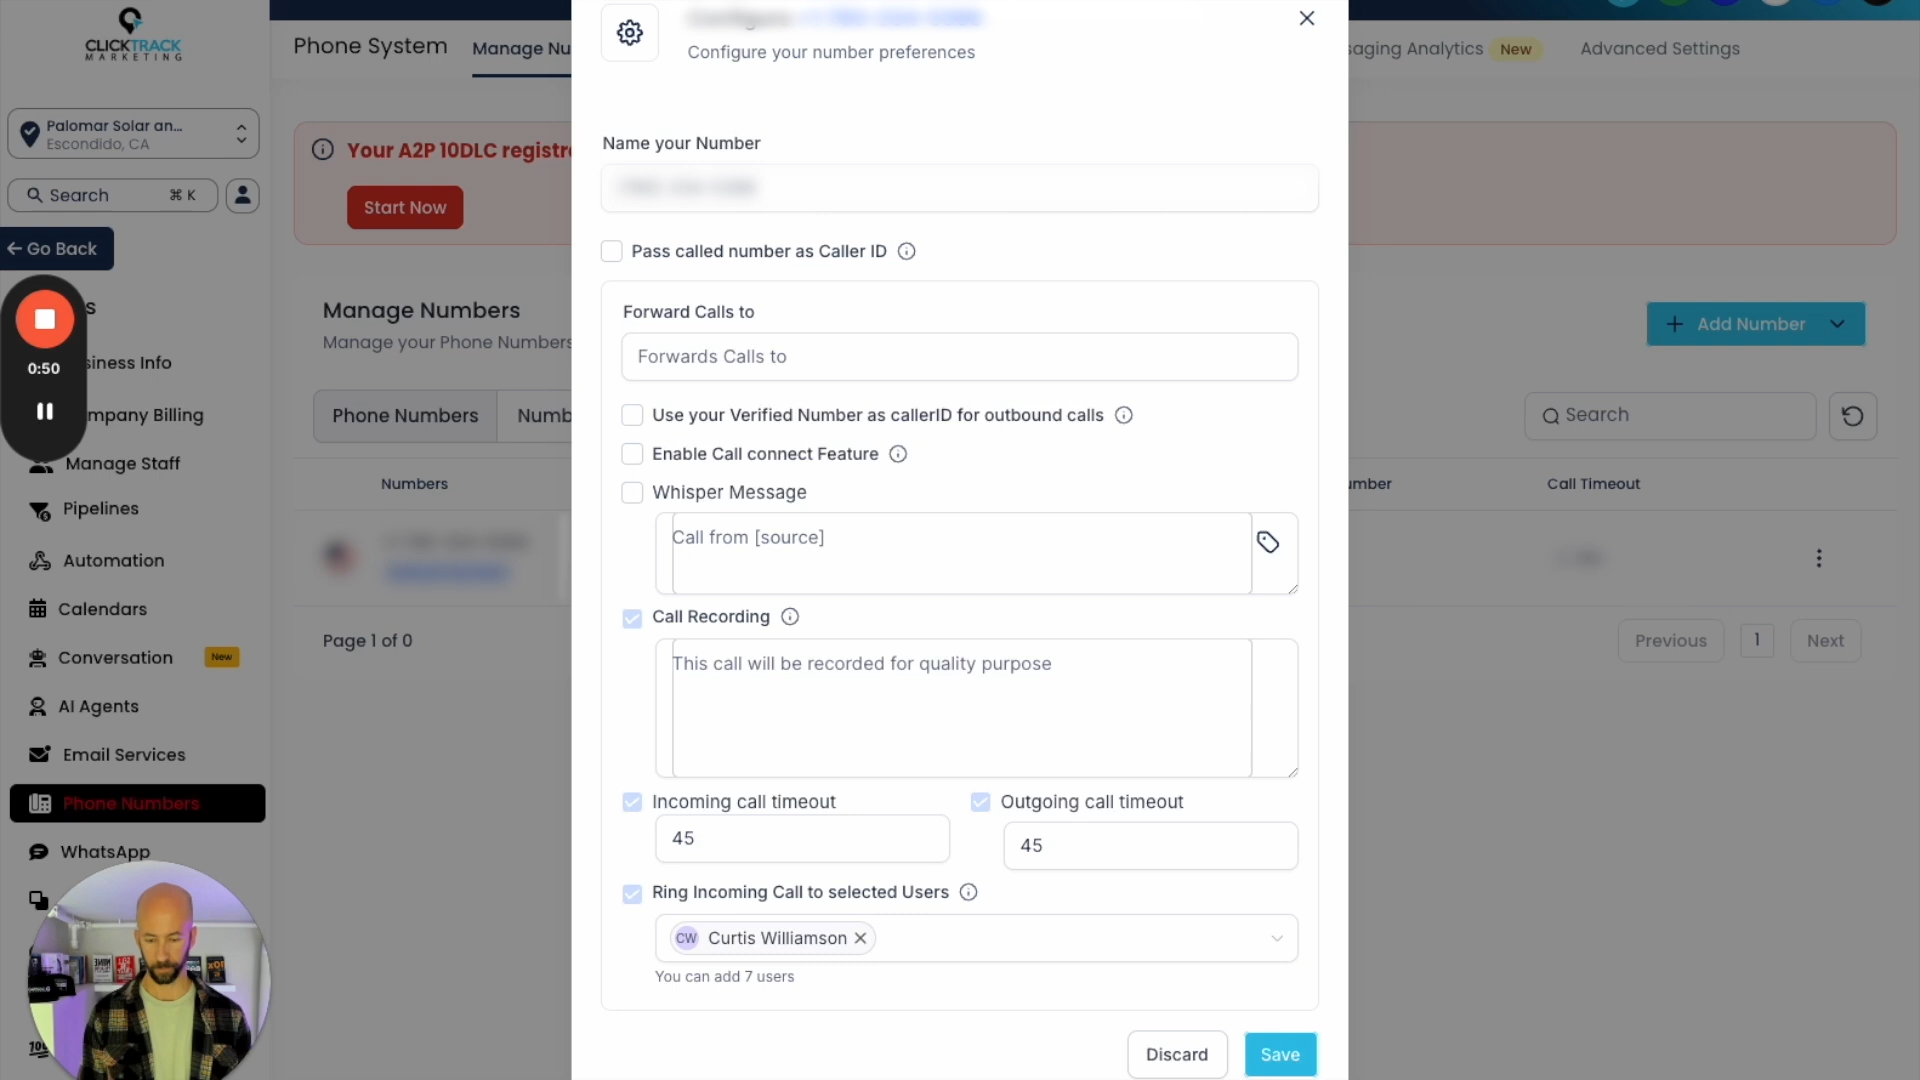 CLICKTRACK
MARKETING
Palomar Solar an...
Escondido, CA
Search
⌘ K
Go Back
0:50
siness Info
mpany Billing
Manage Staff
Pipelines
Automation
Calendars
Conversation
New
AI Agents
Email Services
Phone Numbers
WhatsApp
Phone System
Manage Nu
saging Analytics
New
Advanced Settings
Your A2P 10DLC registr
Start Now
Manage Numbers
Manage your Phone Numbers
Add Number
Phone Numbers
Numb
Search
Numbers
umber
Call Timeout
Page 1 of 0
Previous
1
Next
Configure your number preferences
Name your Number
Pass called number as Caller ID
Forward Calls to
Forwards Calls to
Use your Verified Number as callerID for outbound calls
Enable Call connect Feature
Whisper Message
Call from [source]
Call Recording
This call will be recorded for quality purpose
Incoming call timeout
45
Outgoing call timeout
45
Ring Incoming Call to selected Users
CW
Curtis Williamson
You can add 7 users
Discard
Save